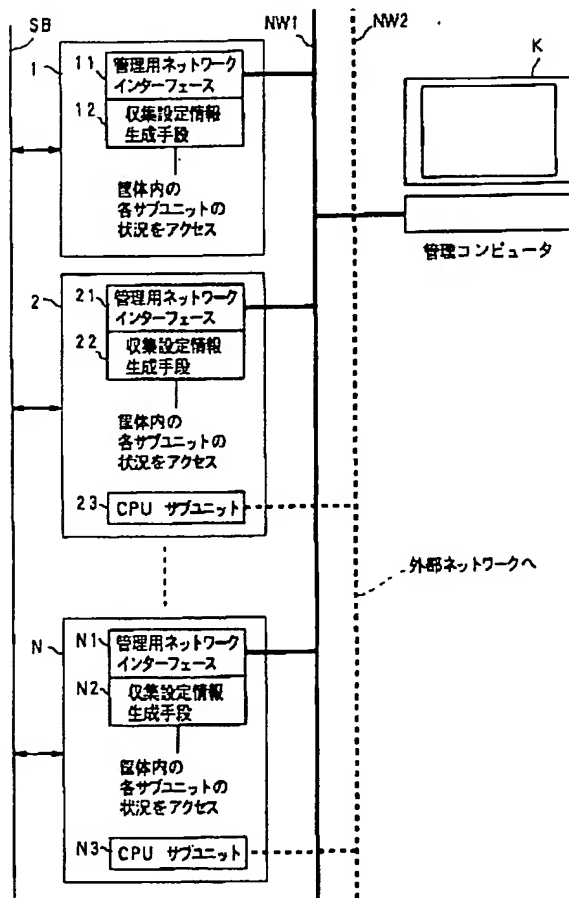 SB
NW1
NW2
K
1
11
管理用ネットワーク
インターフェース
12
収集設定情報
生成手段
筐体内の
各サブユニットの
状況をアクセス
管理コンピュータ
2
21
管理用ネットワーク
インターフェース
22
収集設定情報
生成手段
筐体内の
各サブユニットの
状況をアクセス
23
CPU サブユニット
外部ネットワークへ
N
N1
管理用ネットワーク
インターフェース
N2
収集設定情報
生成手段
筐体内の
各サブユニットの
状況をアクセス
N3
CPU サブユニット